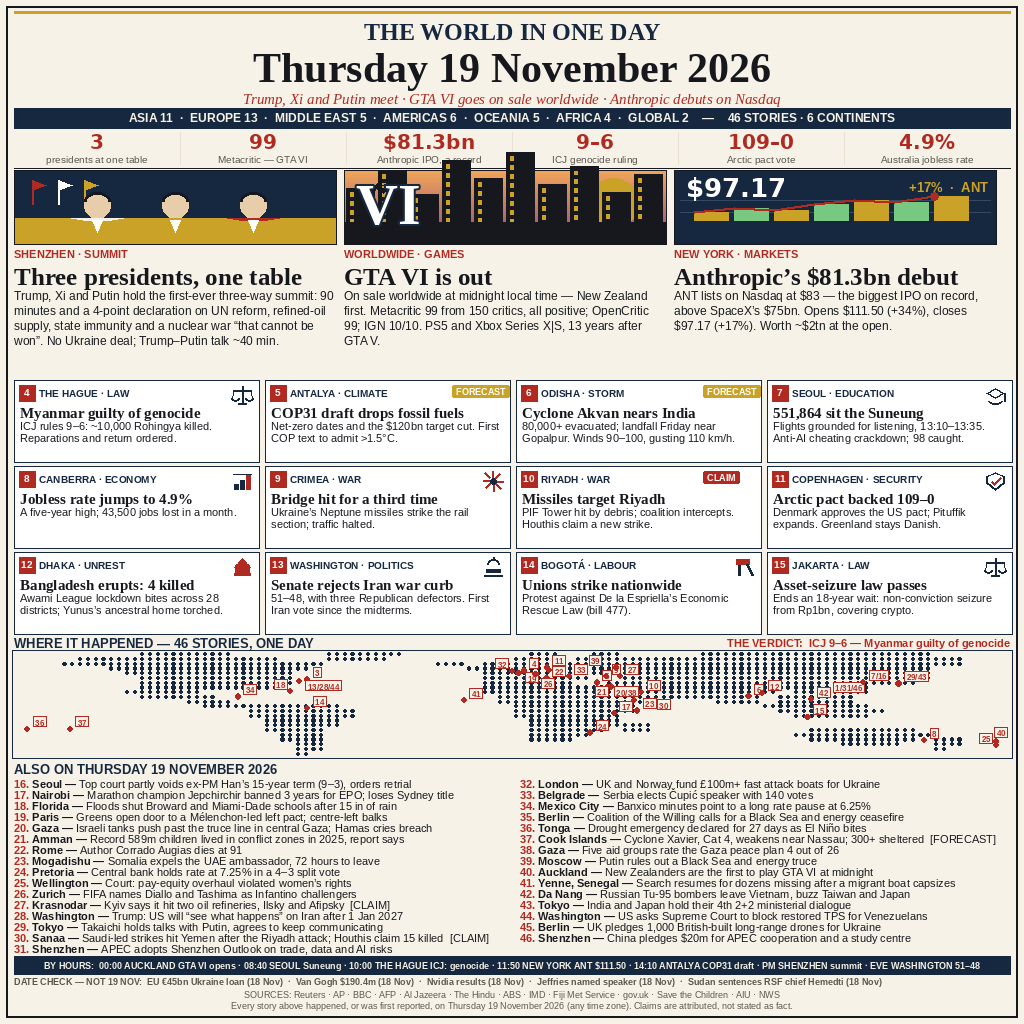 THE WORLD IN ONE DAY
Thursday 19 November 2026
Trump, Xi and Putin meet · GTA VI goes on sale worldwide · Anthropic debuts on Nasdaq
ASIA 11 · EUROPE 13 · MIDDLE EAST 5 · AMERICAS 6 · OCEANIA 5 · AFRICA 4 · GLOBAL 2 — 46 STORIES · 6 CONTINENTS
3
presidents at one table
99
Metacritic — GTA VI
$81.3bn
Anthropic IPO, a record
9–6
ICJ genocide ruling
109–0
Arctic pact vote
4.9%
Australia jobless rate
VI
$97.17
+17% · ANT
SHENZHEN · SUMMIT
Three presidents, one table
Trump, Xi and Putin hold the first-ever three-way summit: 90
minutes and a 4-point declaration on UN reform, refined-oil
supply, state immunity and a nuclear war “that cannot be
won”. No Ukraine deal; Trump–Putin talk ~40 min.
WORLDWIDE · GAMES
GTA VI is out
On sale worldwide at midnight local time — New Zealand
first. Metacritic 99 from 150 critics, all positive; OpenCritic
99; IGN 10/10. PS5 and Xbox Series X|S, 13 years after
GTA V.
NEW YORK · MARKETS
Anthropic’s $81.3bn debut
ANT lists on Nasdaq at $83 — the biggest IPO on record,
above SpaceX’s $75bn. Opens $111.50 (+34%), closes
$97.17 (+17%). Worth ~$2tn at the open.
4 THE HAGUE · LAW
Myanmar guilty of genocide
ICJ rules 9–6: ~10,000 Rohingya killed.
Reparations and return ordered.
5 ANTALYA · CLIMATE FORECAST
COP31 draft drops fossil fuels
Net-zero dates and the $120bn target cut. First
COP text to admit >1.5°C.
6 ODISHA · STORM FORECAST
Cyclone Akvan nears India
80,000+ evacuated; landfall Friday near
Gopalpur. Winds 90–100, gusting 110 km/h.
7 SEOUL · EDUCATION
551,864 sit the Suneung
Flights grounded for listening, 13:10–13:35.
Anti-AI cheating crackdown; 98 caught.
8 CANBERRA · ECONOMY
Jobless rate jumps to 4.9%
A five-year high; 43,500 jobs lost in a month.
9 CRIMEA · WAR
Bridge hit for a third time
Ukraine’s Neptune missiles strike the rail
section; traffic halted.
10 RIYADH · WAR CLAIM
Missiles target Riyadh
PIF Tower hit by debris; coalition intercepts.
Houthis claim a new strike.
11 COPENHAGEN · SECURITY
Arctic pact backed 109–0
Denmark approves the US pact; Pituffik
expands. Greenland stays Danish.
12 DHAKA · UNREST
Bangladesh erupts: 4 killed
Awami League lockdown bites across 28
districts; Yunus’s ancestral home torched.
13 WASHINGTON · POLITICS
Senate rejects Iran war curb
51–48, with three Republican defectors. First
Iran vote since the midterms.
14 BOGOTÁ · LABOUR
Unions strike nationwide
Protest against De la Espriella’s Economic
Rescue Law (bill 477).
15 JAKARTA · LAW
Asset-seizure law passes
Ends an 18-year wait: non-conviction seizure
from Rp1bn, covering crypto.
WHERE IT HAPPENED — 46 STORIES, ONE DAY
THE VERDICT: ICJ 9–6 — Myanmar guilty of genocide
3
18
34
13/28/44
14
36
37
32
4
11
22
39
33
27
26
41
21
20/38
10
17
23
30
24
6
12
42
1/31/46
15
7/16
29/43
8
25
40
ALSO ON THURSDAY 19 NOVEMBER 2026
16. Seoul — Top court partly voids ex-PM Han’s 15-year term (9–3), orders retrial
17. Nairobi — Marathon champion Jepchirchir banned 3 years for EPO; loses Sydney title
18. Florida — Floods shut Broward and Miami-Dade schools after 15 in of rain
19. Paris — Greens open door to a Mélenchon-led left pact; centre-left balks
20. Gaza — Israeli tanks push past the truce line in central Gaza; Hamas cries breach
21. Amman — Record 589m children lived in conflict zones in 2025, report says
22. Rome — Author Corrado Augias dies at 91
23. Mogadishu — Somalia expels the UAE ambassador, 72 hours to leave
24. Pretoria — Central bank holds rate at 7.25% in a 4–3 split vote
25. Wellington — Court: pay-equity overhaul violated women’s rights
26. Zurich — FIFA names Diallo and Tashima as Infantino challengers
27. Krasnodar — Kyiv says it hit two oil refineries, Ilsky and Afipsky [CLAIM]
28. Washington — Trump: US will “see what happens” on Iran after 1 Jan 2027
29. Tokyo — Takaichi holds talks with Putin, agrees to keep communicating
30. Sanaa — Saudi-led strikes hit Yemen after the Riyadh attack; Houthis claim 15 killed [CLAIM]
31. Shenzhen — APEC adopts Shenzhen Outlook on trade, data and AI risks
32. London — UK and Norway fund £100m+ fast attack boats for Ukraine
33. Belgrade — Serbia elects Ćupić speaker with 140 votes
34. Mexico City — Banxico minutes point to a long rate pause at 6.25%
35. Berlin — Coalition of the Willing calls for a Black Sea and energy ceasefire
36. Tonga — Drought emergency declared for 27 days as El Niño bites
37. Cook Islands — Cyclone Xavier, Cat 4, weakens near Nassau; 300+ sheltered [FORECAST]
38. Gaza — Five aid groups rate the Gaza peace plan 4 out of 26
39. Moscow — Putin rules out a Black Sea and energy truce
40. Auckland — New Zealanders are the first to play GTA VI at midnight
41. Yenne, Senegal — Search resumes for dozens missing after a migrant boat capsizes
42. Da Nang — Russian Tu-95 bombers leave Vietnam, buzz Taiwan and Japan
43. Tokyo — India and Japan hold their 4th 2+2 ministerial dialogue
44. Washington — US asks Supreme Court to block restored TPS for Venezuelans
45. Berlin — UK pledges 1,000 British-built long-range drones for Ukraine
46. Shenzhen — China pledges $20m for APEC cooperation and a study centre
BY HOURS: 00:00 AUCKLAND GTA VI opens · 08:40 SEOUL Suneung · 10:00 THE HAGUE ICJ: genocide · 11:50 NEW YORK ANT $111.50 · 14:10 ANTALYA COP31 draft · PM SHENZHEN summit · EVE WASHINGTON 51–48
DATE CHECK — NOT 19 NOV: EU €45bn Ukraine loan (18 Nov) · Van Gogh $190.4m (18 Nov) · Nvidia results (18 Nov) · Jeffries named speaker (18 Nov) · Sudan sentences RSF chief Hemedti (18 Nov)
SOURCES: Reuters · AP · BBC · AFP · Al Jazeera · The Hindu · ABS · IMD · Fiji Met Service · gov.uk · Save the Children · AIU · NWS
Every story above happened, or was first reported, on Thursday 19 November 2026 (any time zone). Claims are attributed, not stated as fact.